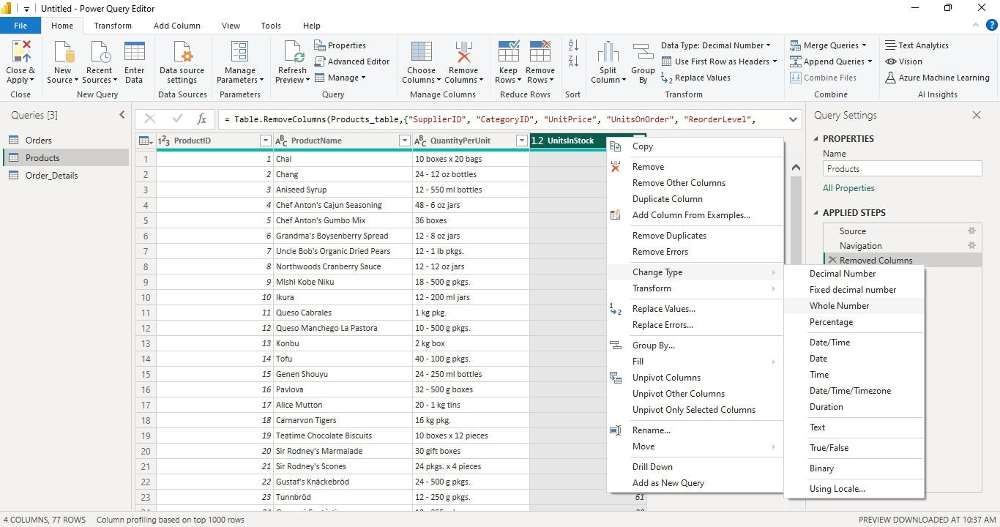 Untitled - Power Query Editor
File Home Transform Add Column View Tools Help
Close & Apply
Close
New Source
Recent Sources
Enter Data
New Query
Data source settings
Data Sources
Manage Parameters
Parameters
Refresh Preview
Properties
Advanced Editor
Manage
Query
Choose Columns
Remove Columns
Manage Columns
Keep Rows
Remove Rows
Reduce Rows
Sort
Split Column
Group By
Data Type: Decimal Number
Use First Row as Headers
Replace Values
Transform
Merge Queries
Append Queries
Combine Files
Combine
Text Analytics
Vision
Azure Machine Learning
AI Insights
Queries [3]
Orders
Products
Order_Details
fx = Table.RemoveColumns(Products_table,{"SupplierID", "CategoryID", "UnitPrice", "UnitsOnOrder", "ReorderLevel",
123 ProductID ABC ProductName ABC QuantityPerUnit 1.2 UnitsInStock
1 1 Chai 10 boxes x 20 bags
2 2 Chang 24 - 12 oz bottles
3 3 Aniseed Syrup 12 - 550 ml bottles
4 4 Chef Anton's Cajun Seasoning 48 - 6 oz jars
5 5 Chef Anton's Gumbo Mix 36 boxes
6 6 Grandma's Boysenberry Spread 12 - 8 oz jars
7 7 Uncle Bob's Organic Dried Pears 12 - 1 lb pkgs.
8 8 Northwoods Cranberry Sauce 12 - 12 oz jars
9 9 Mishi Kobe Niku 18 - 500 g pkgs.
10 10 Ikura 12 - 200 ml jars
11 11 Queso Cabrales 1 kg pkg.
12 12 Queso Manchego La Pastora 10 - 500 g pkgs.
13 13 Konbu 2 kg box
14 14 Tofu 40 - 100 g pkgs.
15 15 Genen Shouyu 24 - 250 ml bottles
16 16 Pavlova 32 - 500 g boxes
17 17 Alice Mutton 20 - 1 kg tins
18 18 Carnarvon Tigers 16 kg pkg.
19 19 Teatime Chocolate Biscuits 10 boxes x 12 pieces
20 20 Sir Rodney's Marmalade 30 gift boxes
21 21 Sir Rodney's Scones 24 pkgs. x 4 pieces
22 22 Gustaf's Knäckebröd 24 - 500 g pkgs.
23 23 Tunnbröd 12 - 250 g pkgs. 61
Copy
Remove
Remove Other Columns
Duplicate Column
Add Column From Examples...
Remove Duplicates
Remove Errors
Change Type
Transform
Replace Values...
Replace Errors...
Group By...
Fill
Unpivot Columns
Unpivot Other Columns
Unpivot Only Selected Columns
Rename...
Move
Drill Down
Add as New Query
Decimal Number
Fixed decimal number
Whole Number
Percentage
Date/Time
Date
Time
Date/Time/Timezone
Duration
Text
True/False
Binary
Using Locale...
Query Settings
PROPERTIES
Name
Products
All Properties
APPLIED STEPS
Source
Navigation
Removed Columns
4 COLUMNS, 77 ROWS Column profiling based on top 1000 rows
PREVIEW DOWNLOADED AT 10:37 AM